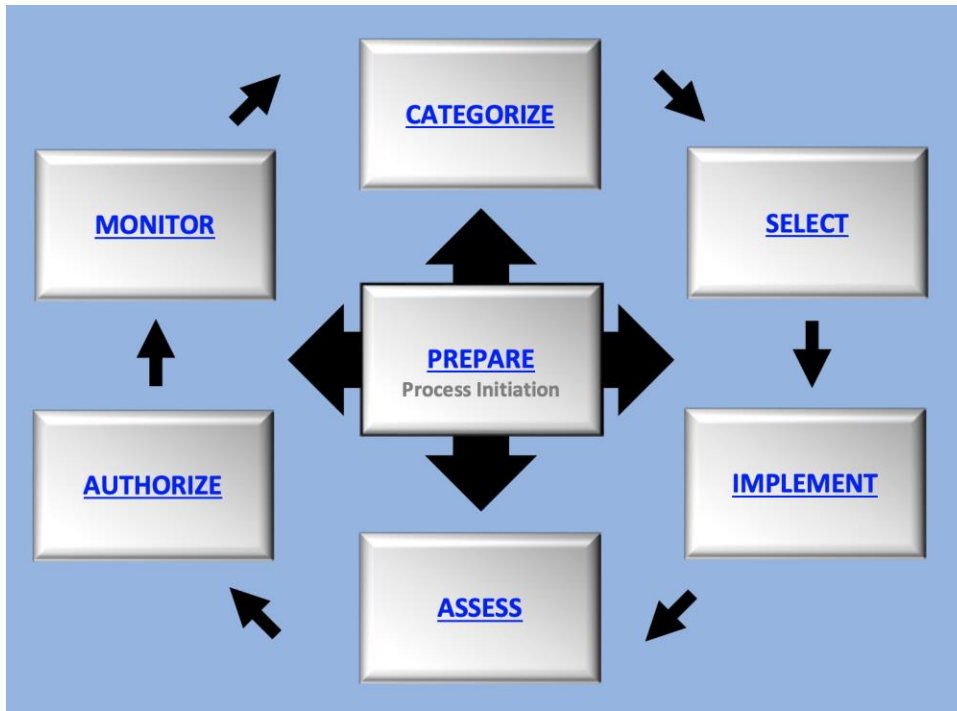 CATEGORIZE
MONITOR
SELECT
PREPARE
Process Initiation
AUTHORIZE
IMPLEMENT
ASSESS